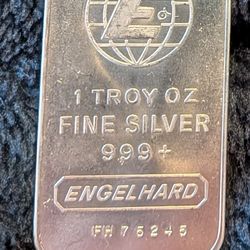 E
1 TROY OZ
FINE SILVER
999+
ENGELHARD
FH 75245